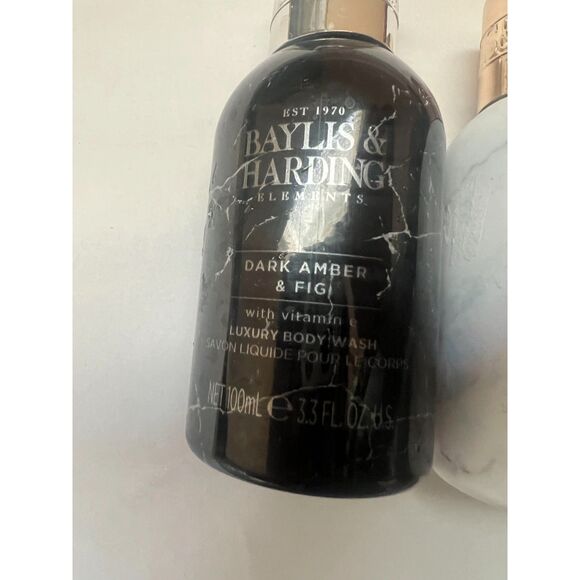 EST 1970
BAYLIS &
HARDING
ELEMENTS
DARK AMBER
& FIG
with vitamin e
LUXURY BODY WASH
SAVON LIQUIDE POUR LE CORPS
NET 100mL e 3.3 FL. OZ. U.S.